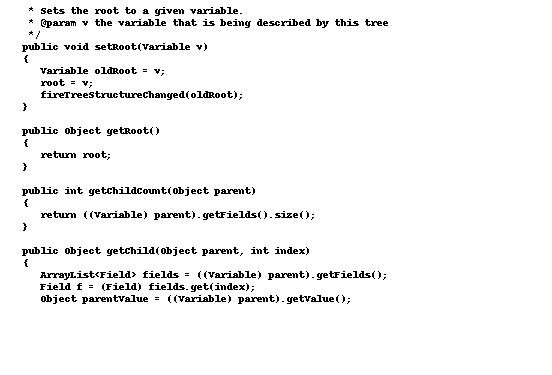 * Sets the root to a given variable.
* @param v the variable that is being described by this tree
*/
public void setRoot(Variable v)
{
Variable oldRoot = v;
root = v;
fireTreeStructureChanged(oldRoot);
}
public Object getRoot()
{
return root;
}
public int getChildCount(Object parent)
{
return ((Variable) parent).getFields().size();
}
public Object getChild(Object parent, int index)
{
ArrayList<Field> fields = ((Variable) parent).getFields();
Field f = (Field) fields.get(index);
Object parentValue = ((Variable) parent).getValue();